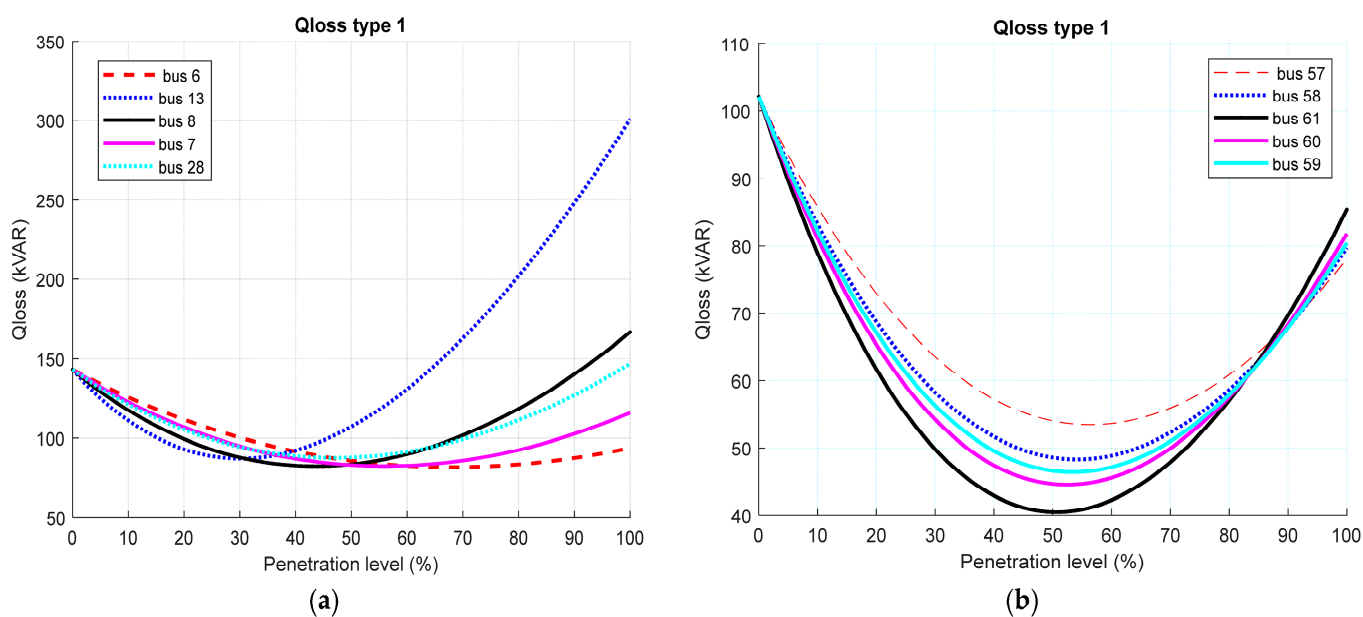 Qloss type 1
350
300
250
200
150
100
50
Qloss (kVAR)
bus 6
bus 13
bus 8
bus 7
bus 28
0 10 20 30 40 50 60 70 80 90 100
Penetration level (%)
(a)
Qloss type 1
110
100
90
80
70
60
50
40
Qloss (kVAR)
bus 57
bus 58
bus 61
bus 60
bus 59
0 10 20 30 40 50 60 70 80 90 100
Penetration level (%)
(b)